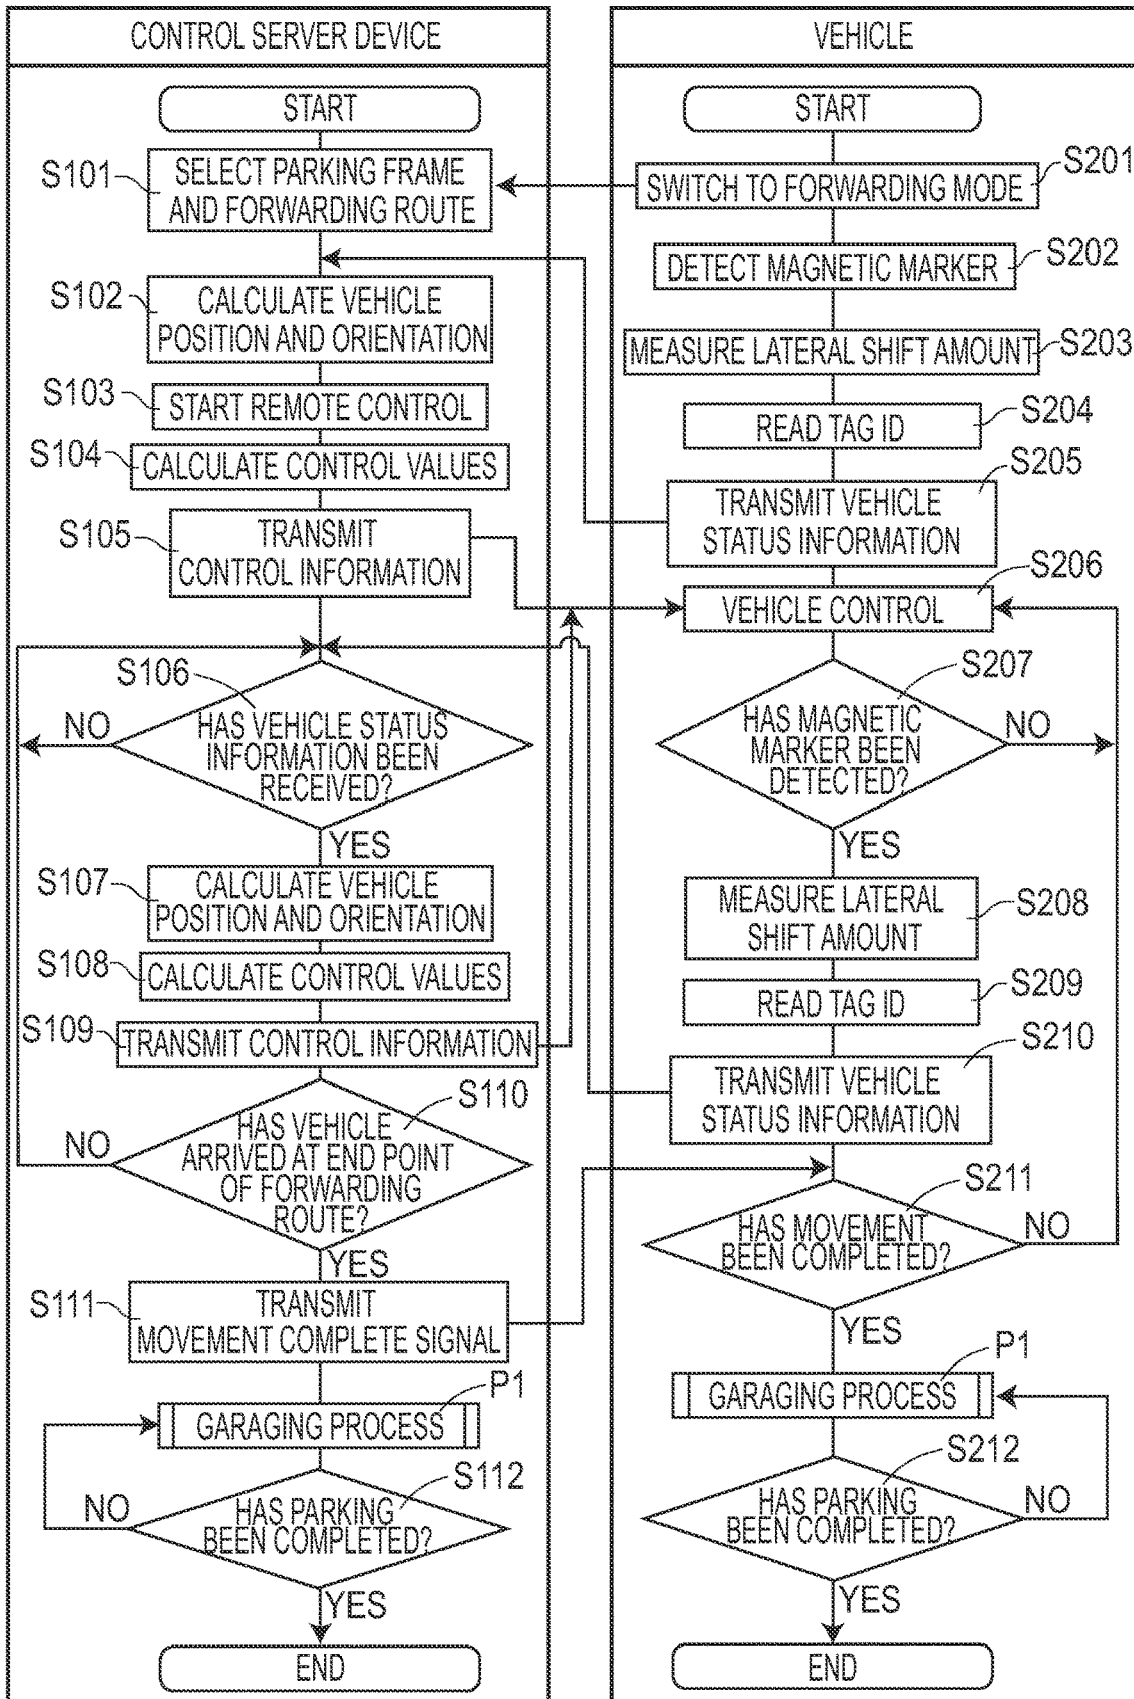 CONTROL SERVER DEVICE
START
S101
SELECT PARKING FRAME
AND FORWARDING ROUTE
S102
CALCULATE VEHICLE
POSITION AND ORIENTATION
S103
START REMOTE CONTROL
S104
CALCULATE CONTROL VALUES
S105
TRANSMIT
CONTROL INFORMATION
S106
NO
HAS VEHICLE STATUS
INFORMATION BEEN
RECEIVED?
YES
S107
CALCULATE VEHICLE
POSITION AND ORIENTATION
S108
CALCULATE CONTROL VALUES
S109
TRANSMIT CONTROL INFORMATION
S110
NO
HAS VEHICLE
ARRIVED AT END POINT
OF FORWARDING
ROUTE?
YES
S111
TRANSMIT
MOVEMENT COMPLETE SIGNAL
P1
GARAGING PROCESS
S112
NO
HAS PARKING
BEEN COMPLETED?
YES
END
VEHICLE
START
S201
SWITCH TO FORWARDING MODE
S202
DETECT MAGNETIC MARKER
S203
MEASURE LATERAL SHIFT AMOUNT
S204
READ TAG ID
S205
TRANSMIT VEHICLE
STATUS INFORMATION
S206
VEHICLE CONTROL
S207
HAS MAGNETIC
MARKER BEEN
DETECTED?
NO
YES
MEASURE LATERAL
SHIFT AMOUNT
S208
S209
READ TAG ID
S210
TRANSMIT VEHICLE
STATUS INFORMATION
S211
HAS MOVEMENT
BEEN COMPLETED?
NO
YES
P1
GARAGING PROCESS
S212
HAS PARKING
BEEN COMPLETED?
NO
YES
END